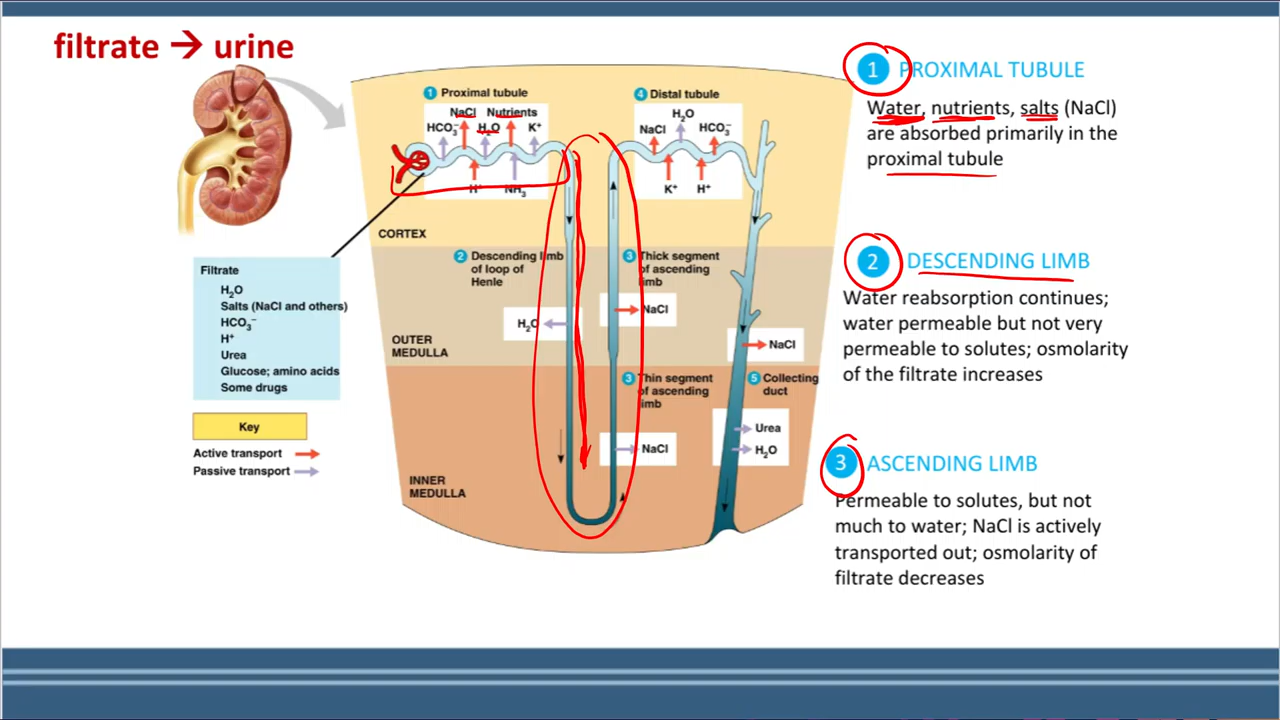 filtrate → urine
1 PROXIMAL TUBULE
Water, nutrients, salts (NaCl)
are absorbed primarily in the
proximal tubule
2 DESCENDING LIMB
Water reabsorption continues;
water permeable but not very
permeable to solutes; osmolarity
of the filtrate increases
3 ASCENDING LIMB
Permeable to solutes, but not
much to water; NaCl is actively
transported out; osmolarity of
filtrate decreases
1 Proximal tubule
NaCl Nutrients
HCO₃⁻ H₂O K⁺
H⁺ NH₃
4 Distal tubule
H₂O
NaCl HCO₃⁻
K⁺ H⁺
CORTEX
2 Descending limb
of loop of
Henle
H₂O
3 Thick segment
of ascending
limb
NaCl
OUTER
MEDULLA
NaCl
3 Thin segment
of ascending
limb
NaCl
5 Collecting
duct
Urea
H₂O
INNER
MEDULLA
Filtrate
H₂O
Salts (NaCl and others)
HCO₃⁻
H⁺
Urea
Glucose; amino acids
Some drugs
Key
Active transport
Passive transport